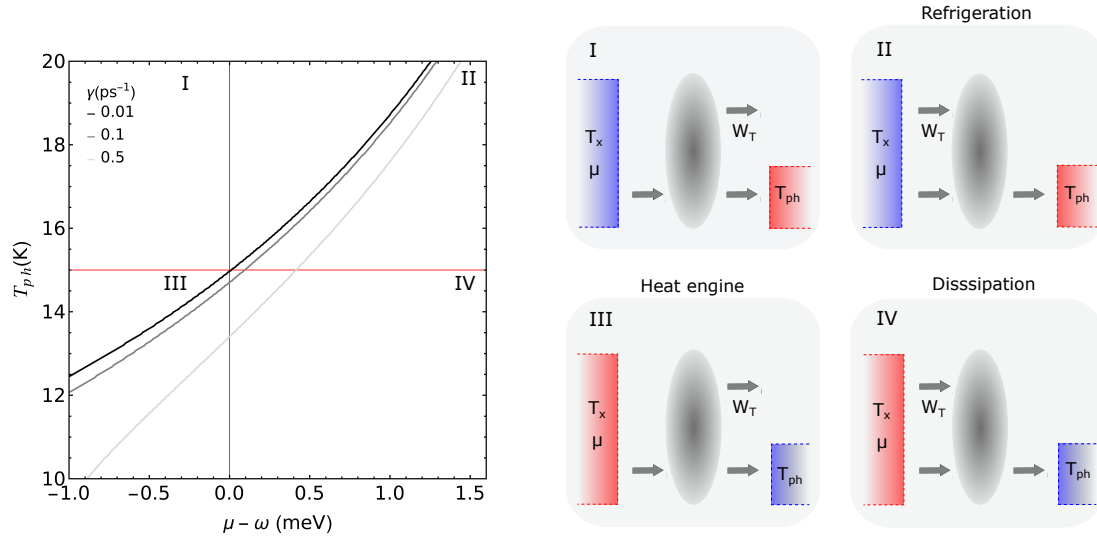 20
18
16
14
12
10
T_ph(K)
−1.0
−0.5
0.0
0.5
1.0
1.5
μ − ω (meV)
γ(ps⁻¹)
0.01
0.1
0.5
I
II
III
IV
I
T_x
μ
W_T
T_ph
Refrigeration
II
T_x
μ
W_T
T_ph
Heat engine
III
T_x
μ
W_T
T_ph
Disssipation
IV
T_x
μ
W_T
T_ph